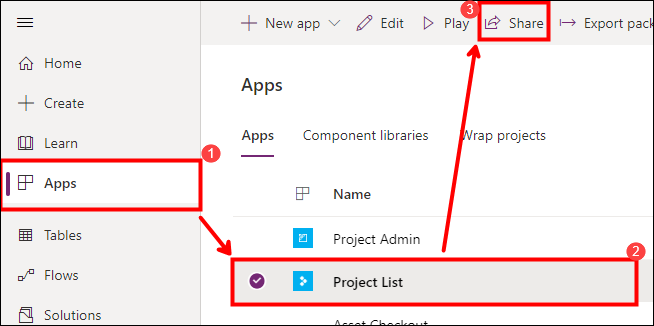 New app Edit Play 3 Share Export pack
Home
Create
Learn
1
Apps
Tables
Flows
Solutions
Apps
Apps Component libraries Wrap projects
Name
Project Admin
2
Project List
Asset Checkout